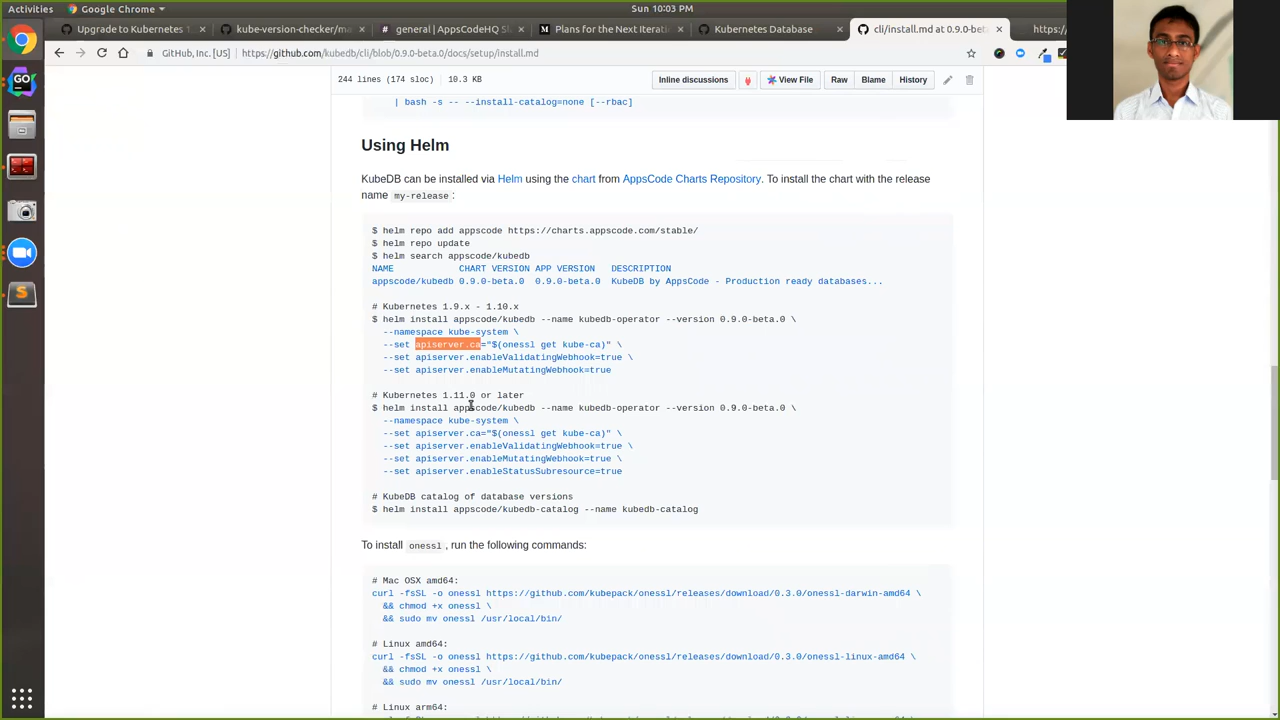 Activities
Google Chrome
Sun 10:03 PM
Upgrade to Kubernetes 1
kube-version-checker/ma
general | AppsCodeHQ Sl
Plans for the Next Iterati
Kubernetes Database
cli/install.md at 0.9.0-beta
https://
GitHub, Inc. [US]
https://github.com/kubedb/cli/blob/0.9.0-beta.0/docs/setup/install.md
244 lines (174 sloc) 10.3 KB
Inline discussions
View File
Raw
Blame
History
| bash -s -- --install-catalog=none [--rbac]
Using Helm
KubeDB can be installed via Helm using the chart from AppsCode Charts Repository. To install the chart with the release
name my-release :
$ helm repo add appscode https://charts.appscode.com/stable/
$ helm repo update
$ helm search appscode/kubedb
NAME CHART VERSION APP VERSION DESCRIPTION
appscode/kubedb 0.9.0-beta.0 0.9.0-beta.0 KubeDB by AppsCode - Production ready databases...
# Kubernetes 1.9.x - 1.10.x
$ helm install appscode/kubedb --name kubedb-operator --version 0.9.0-beta.0 \
--namespace kube-system \
--set apiserver.ca="$(onessl get kube-ca)" \
--set apiserver.enableValidatingWebhook=true \
--set apiserver.enableMutatingWebhook=true
# Kubernetes 1.11.0 or later
$ helm install appscode/kubedb --name kubedb-operator --version 0.9.0-beta.0 \
--namespace kube-system \
--set apiserver.ca="$(onessl get kube-ca)" \
--set apiserver.enableValidatingWebhook=true \
--set apiserver.enableMutatingWebhook=true \
--set apiserver.enableStatusSubresource=true
# KubeDB catalog of database versions
$ helm install appscode/kubedb-catalog --name kubedb-catalog
To install onessl , run the following commands:
# Mac OSX amd64:
curl -fsSL -o onessl https://github.com/kubepack/onessl/releases/download/0.3.0/onessl-darwin-amd64 \
&& chmod +x onessl \
&& sudo mv onessl /usr/local/bin/
# Linux amd64:
curl -fsSL -o onessl https://github.com/kubepack/onessl/releases/download/0.3.0/onessl-linux-amd64 \
&& chmod +x onessl \
&& sudo mv onessl /usr/local/bin/
# Linux arm64: